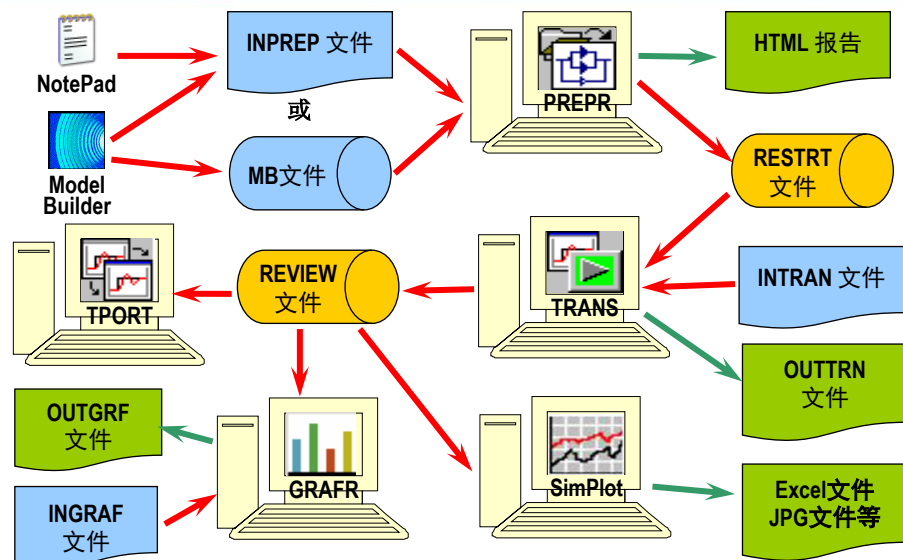 NotePad
INPREP 文件
或
PREPR
HTML 报告
Model
Builder
MB文件
RESTRT
文件
TPORT
REVIEW
文件
TRANS
INTRAN 文件
OUTTRN
文件
OUTGRF
文件
GRAFR
SimPlot
INGRAF
文件
Excel文件
JPG文件等